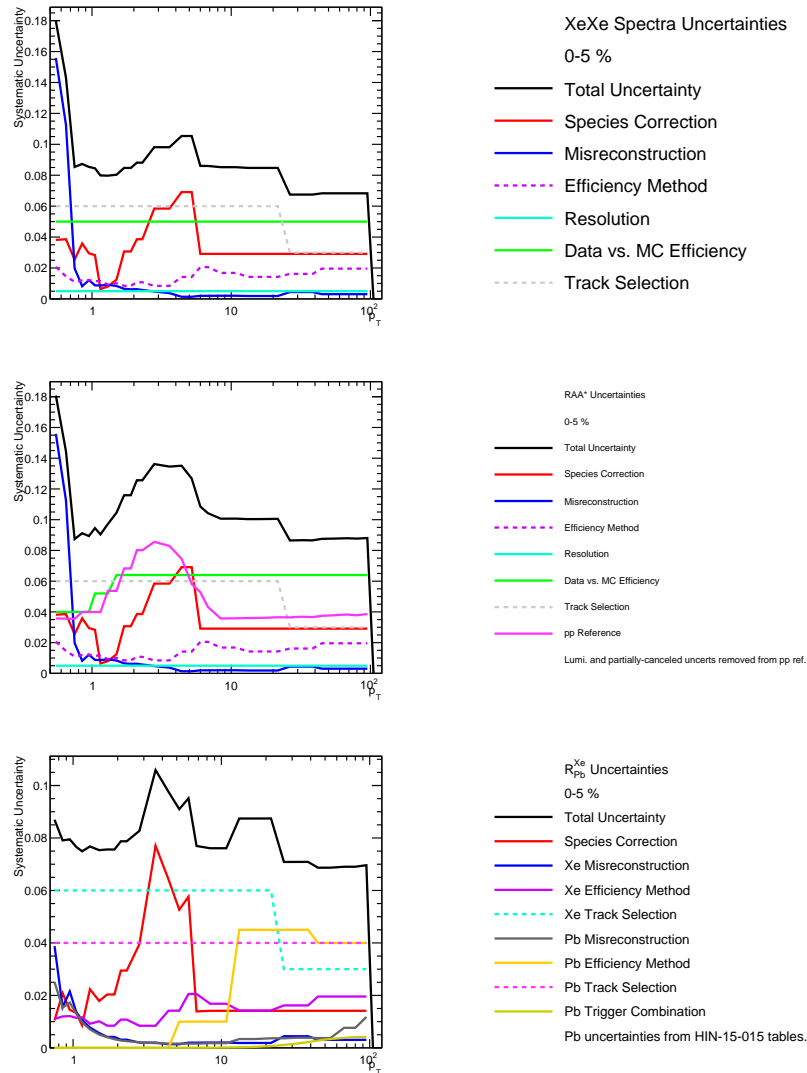 Systematic Uncertainty
0.18
0.16
0.14
0.12
0.1
0.08
0.06
0.04
0.02
0
1
10
10²
p_T
XeXe Spectra Uncertainties
0-5 %
Total Uncertainty
Species Correction
Misreconstruction
Efficiency Method
Resolution
Data vs. MC Efficiency
Track Selection
Systematic Uncertainty
0.18
0.16
0.14
0.12
0.1
0.08
0.06
0.04
0.02
0
1
10
10²
p_T
RAA* Uncertainties
0-5 %
Total Uncertainty
Species Correction
Misreconstruction
Efficiency Method
Resolution
Data vs. MC Efficiency
Track Selection
pp Reference
Lumi. and partially-canceled uncerts removed from pp ref.
Systematic Uncertainty
0.1
0.08
0.06
0.04
0.02
0
1
10
10²
p_T
R_Pb^Xe Uncertainties
0-5 %
Total Uncertainty
Species Correction
Xe Misreconstruction
Xe Efficiency Method
Xe Track Selection
Pb Misreconstruction
Pb Efficiency Method
Pb Track Selection
Pb Trigger Combination
Pb uncertainties from HIN-15-015 tables.